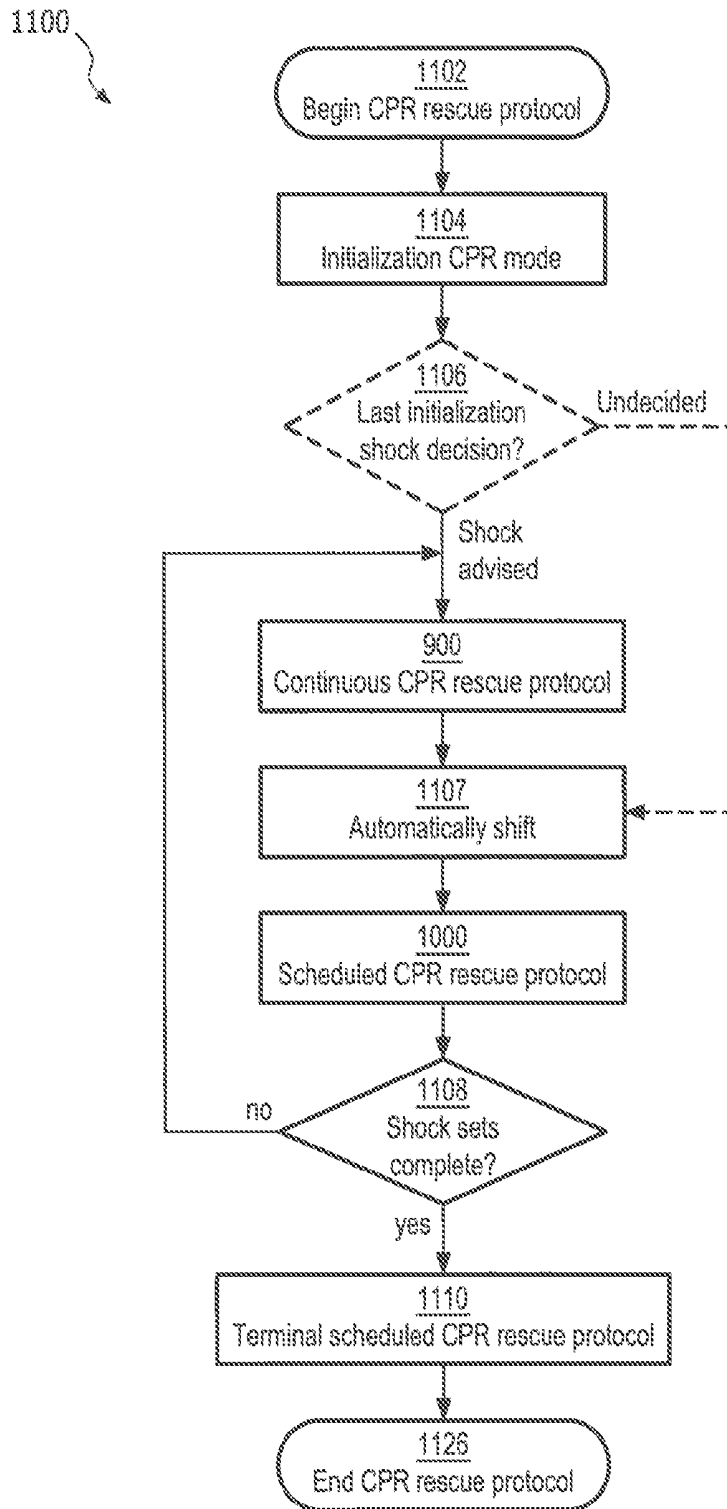 1100
1102
Begin CPR rescue protocol
1104
Initialization CPR mode
1106
Last initialization
shock decision?
Undecided
Shock
advised
900
Continuous CPR rescue protocol
1107
Automatically shift
1000
Scheduled CPR rescue protocol
1108
Shock sets
complete?
no
yes
1110
Terminal scheduled CPR rescue protocol
1126
End CPR rescue protocol